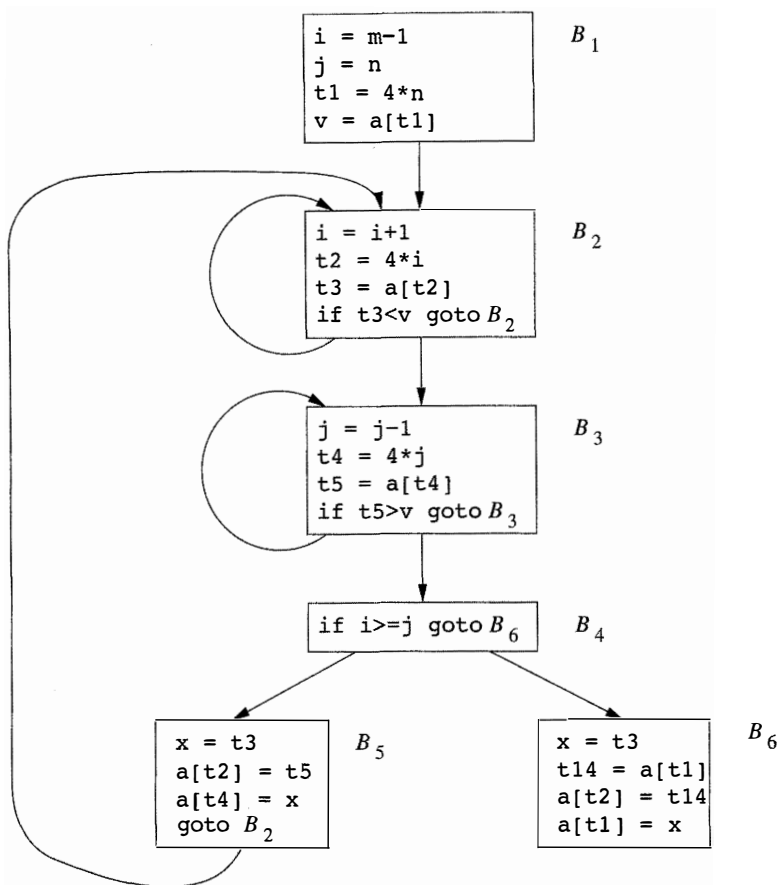 i = m-1
j = n
t1 = 4*n
v = a[t1]
B1
i = i+1
t2 = 4*i
t3 = a[t2]
if t3<v goto B2
B2
j = j-1
t4 = 4*j
t5 = a[t4]
if t5>v goto B3
B3
if i>=j goto B6
B4
x = t3
a[t2] = t5
a[t4] = x
goto B2
B5
x = t3
t14 = a[t1]
a[t2] = t14
a[t1] = x
B6